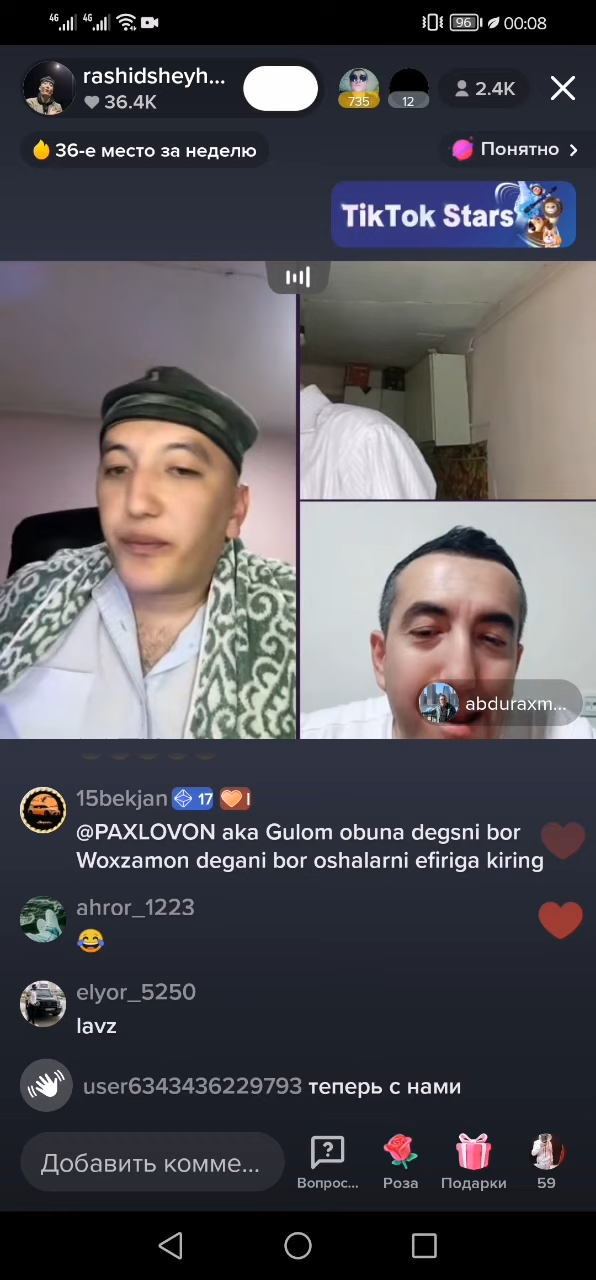 4G 4G 96 00:08
rashidsheyh...
36.4K
735 12 2.4K
36-е место за неделю
Понятно
TikTok Stars
abduraxm...
15bekjan 17 I
@PAXLOVON aka Gulom obuna degsni bor
Woxzamon degani bor oshalarni efiriga kiring
ahror_1223
elyor_5250
lavz
user6343436229793 теперь с нами
Добавить комме...
Вопрос... Роза Подарки 59